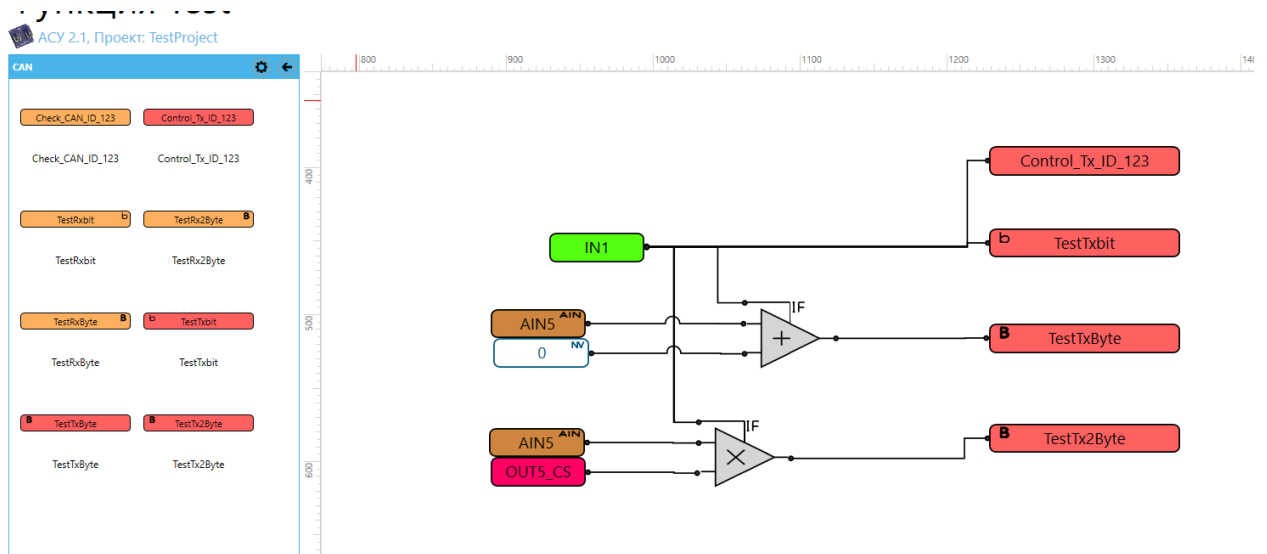 Функция Test
АСУ 2.1, Проект: TestProject
CAN
Check_CAN_ID_123
Control_Tx_ID_123
Check_CAN_ID_123
Control_Tx_ID_123
TestRxbit b
TestRx2Byte B
TestRxbit
TestRx2Byte
TestRxByte B
b TestTxbit
TestRxByte
TestTxbit
B TestTxByte
B TestTx2Byte
TestTxByte
TestTx2Byte
800 900 1000 1100 1200 1300
400
500
600
Control_Tx_ID_123
IN1
b TestTxbit
IF
AIN5 AIN
0 NV
+
B TestTxByte
IF
AIN5 AIN
OUT5_CS
×
B TestTx2Byte